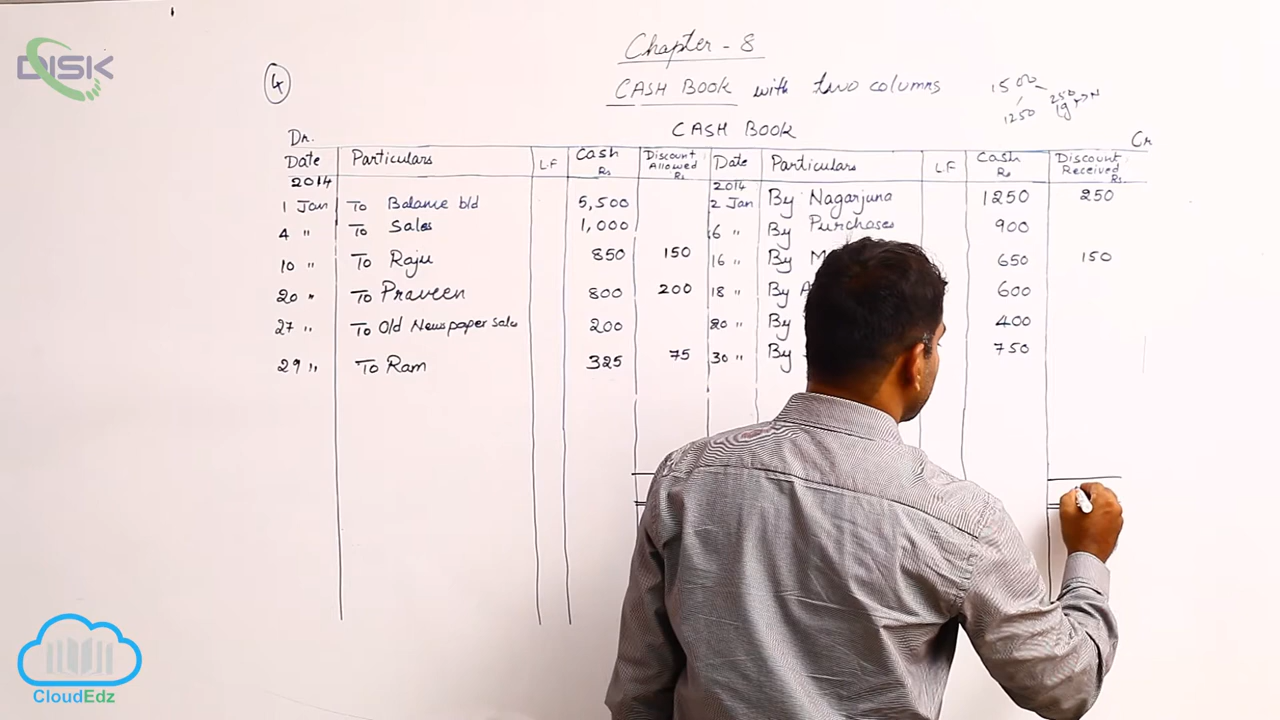 DISK
Chapter - 8
4
CASH BOOK with two columns
1500
1250
250
CASH BOOK
Dr.
Cr
Date Particulars L.F Cash Rs Discount Allowed Rs Date Particulars L.F Cash Rs Discount Received Rs.
2014 2014
1 Jan To Balance b/d 5,500 2 Jan By Nagarjuna 1250 250
4 " To Sales 1,000 6 " By Purchases 900
10 " To Raju 850 150 16 " By 650 150
20 " To Praveen 800 200 18 " By 600
27 " To Old Newspaper sale 200 20 " By 400
29 " To Ram 325 75 30 " By 750
CloudEdz